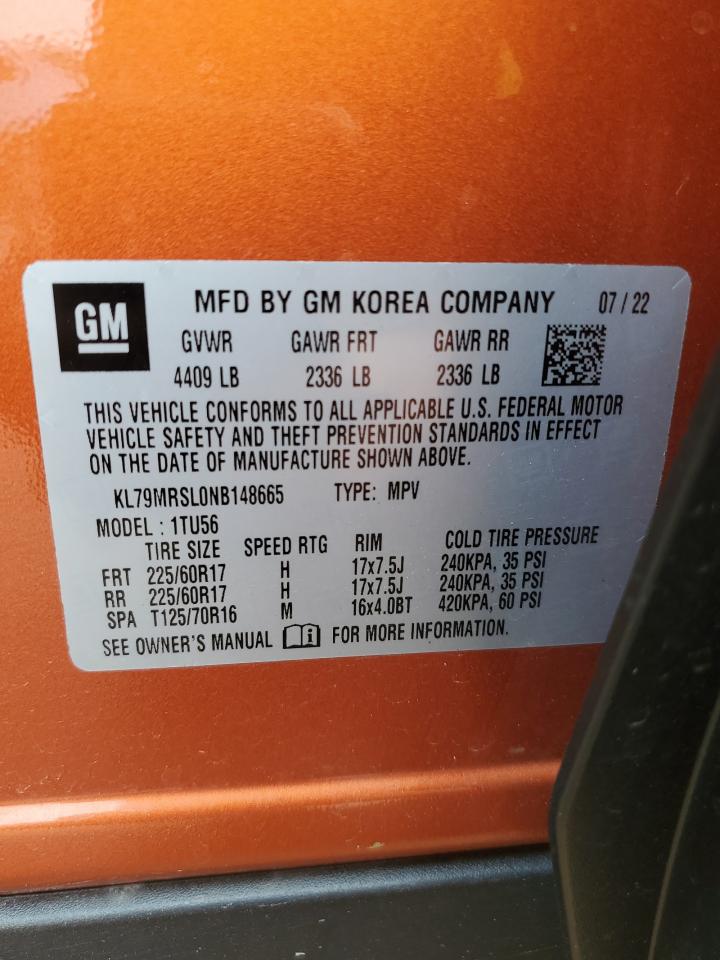 GM MFD BY GM KOREA COMPANY 07 / 22
GVWR GAWR FRT GAWR RR
4409 LB 2336 LB 2336 LB
THIS VEHICLE CONFORMS TO ALL APPLICABLE U.S. FEDERAL MOTOR
VEHICLE SAFETY AND THEFT PREVENTION STANDARDS IN EFFECT
ON THE DATE OF MANUFACTURE SHOWN ABOVE.
KL79MRSL0NB148665 TYPE: MPV
MODEL : 1TU56
TIRE SIZE SPEED RTG RIM COLD TIRE PRESSURE
FRT 225/60R17 H 17x7.5J 240KPA, 35 PSI
RR 225/60R17 H 17x7.5J 240KPA, 35 PSI
SPA T125/70R16 M 16x4.0BT 420KPA, 60 PSI
SEE OWNER'S MANUAL FOR MORE INFORMATION.